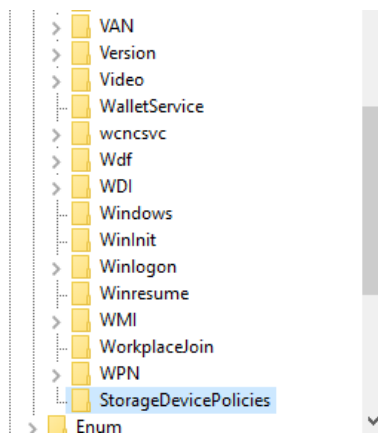 VAN
Version
Video
WalletService
wcncsvc
Wdf
WDI
Windows
WinInit
Winlogon
Winresume
WMI
WorkplaceJoin
WPN
StorageDevicePolicies
Enum